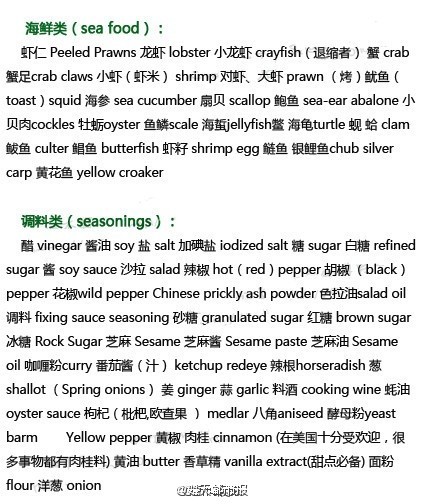 海鲜类（sea food）：
虾仁 Peeled Prawns 龙虾 lobster 小龙虾 crayfish（退缩者）蟹 crab
蟹足crab claws 小虾（虾米） shrimp 对虾、大虾 prawn （烤）鱿鱼（
toast）squid 海参 sea cucumber 扇贝 scallop 鲍鱼 sea-ear abalone 小
贝肉cockles 牡蛎oyster 鱼鳞scale 海蜇jellyfish鳖 海龟turtle 蚬 蛤 clam
鲅鱼 culter 鲳鱼 butterfish 虾籽 shrimp egg 鲢鱼 银鲤鱼chub silver
carp 黄花鱼 yellow croaker
调料类（seasonings）：
醋 vinegar 酱油 soy 盐 salt 加碘盐 iodized salt 糖 sugar 白糖 refined
sugar 酱 soy sauce 沙拉 salad 辣椒 hot（red）pepper 胡椒 （black）
pepper 花椒wild pepper Chinese prickly ash powder 色拉油salad oil
调料 fixing sauce seasoning 砂糖 granulated sugar 红糖 brown sugar
冰糖 Rock Sugar 芝麻 Sesame 芝麻酱 Sesame paste 芝麻油 Sesame
oil 咖喱粉curry 番茄酱（汁） ketchup redeye 辣根horseradish 葱
shallot （Spring onions） 姜 ginger 蒜 garlic 料酒 cooking wine 蚝油
oyster sauce 枸杞（枇杷,欧查果 ）medlar 八角aniseed 酵母粉yeast
barm Yellow pepper 黄椒 肉桂 cinnamon (在美国十分受欢迎，很
多事物都有肉桂料) 黄油 butter 香草精 vanilla extract(甜点必备) 面粉
flour 洋葱 onion